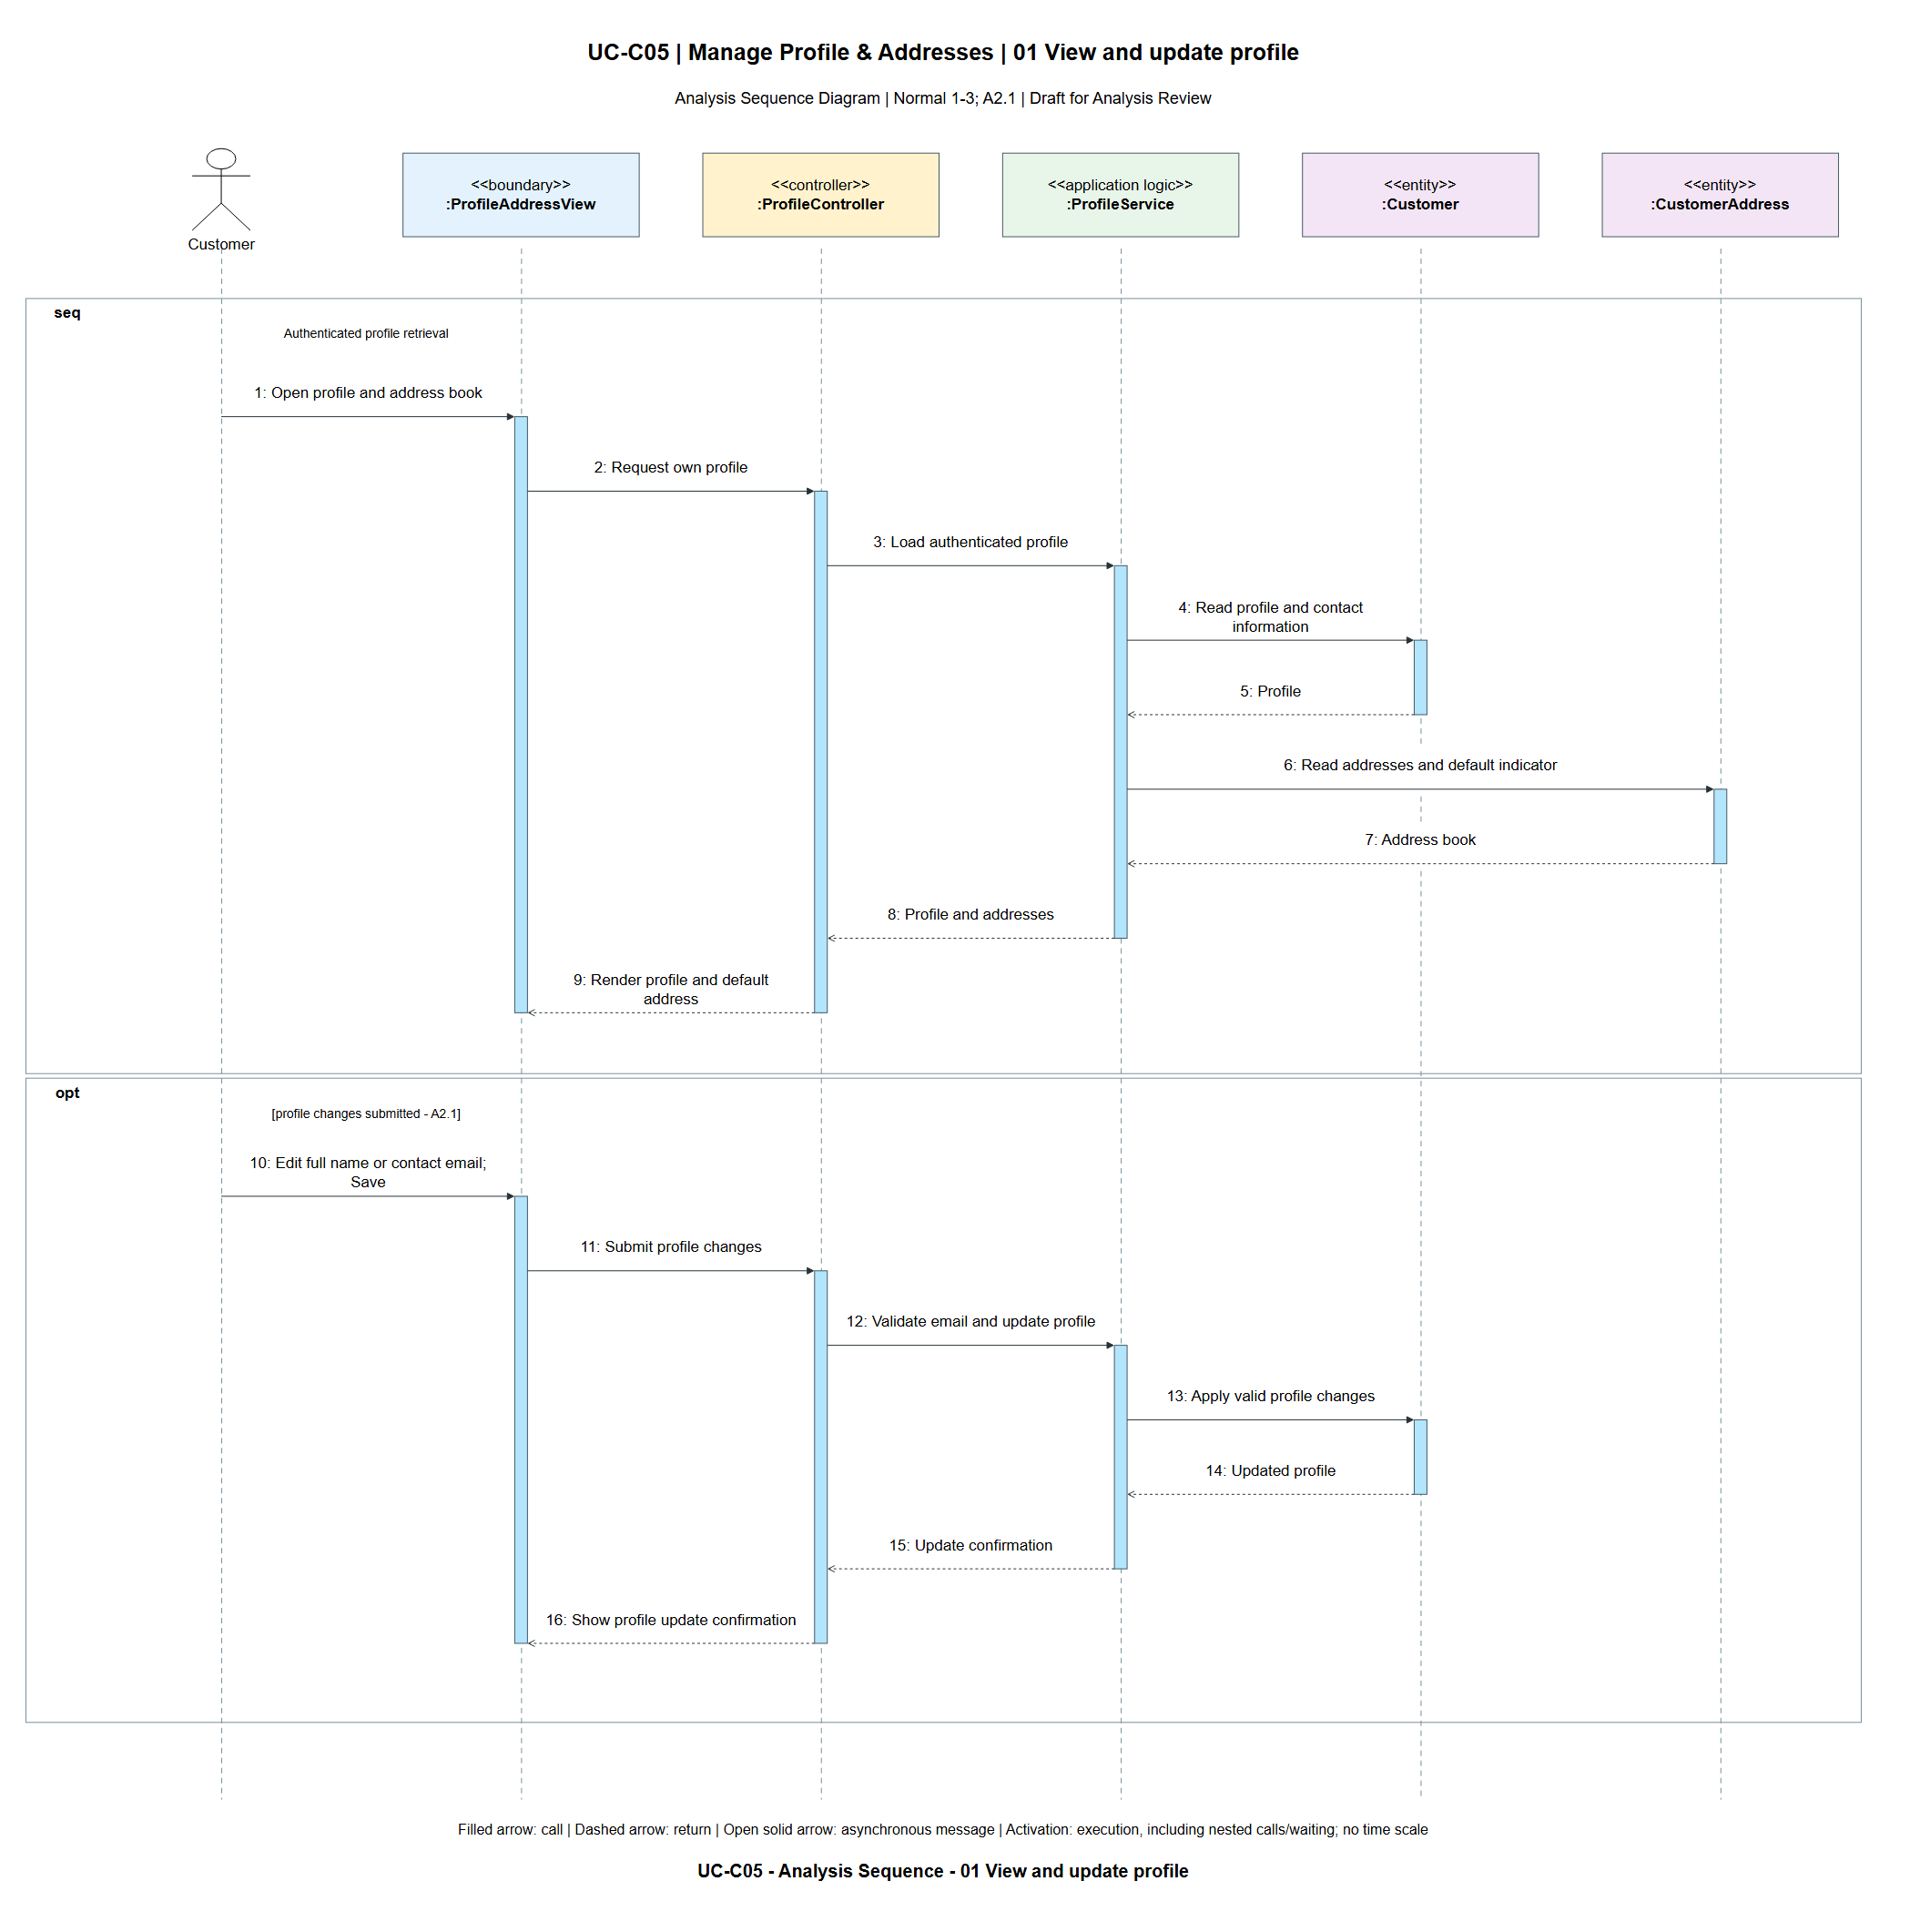 UC-C05 | Manage Profile & Addresses | 01 View and update profile
Analysis Sequence Diagram | Normal 1-3; A2.1 | Draft for Analysis Review
Customer
<<boundary>>
:ProfileAddressView
<<controller>>
:ProfileController
<<application logic>>
:ProfileService
<<entity>>
:Customer
<<entity>>
:CustomerAddress
seq
Authenticated profile retrieval
1: Open profile and address book
2: Request own profile
3: Load authenticated profile
4: Read profile and contact
information
5: Profile
6: Read addresses and default indicator
7: Address book
8: Profile and addresses
9: Render profile and default
address
opt
[profile changes submitted - A2.1]
10: Edit full name or contact email;
Save
11: Submit profile changes
12: Validate email and update profile
13: Apply valid profile changes
14: Updated profile
15: Update confirmation
16: Show profile update confirmation
Filled arrow: call | Dashed arrow: return | Open solid arrow: asynchronous message | Activation: execution, including nested calls/waiting; no time scale
UC-C05 - Analysis Sequence - 01 View and update profile